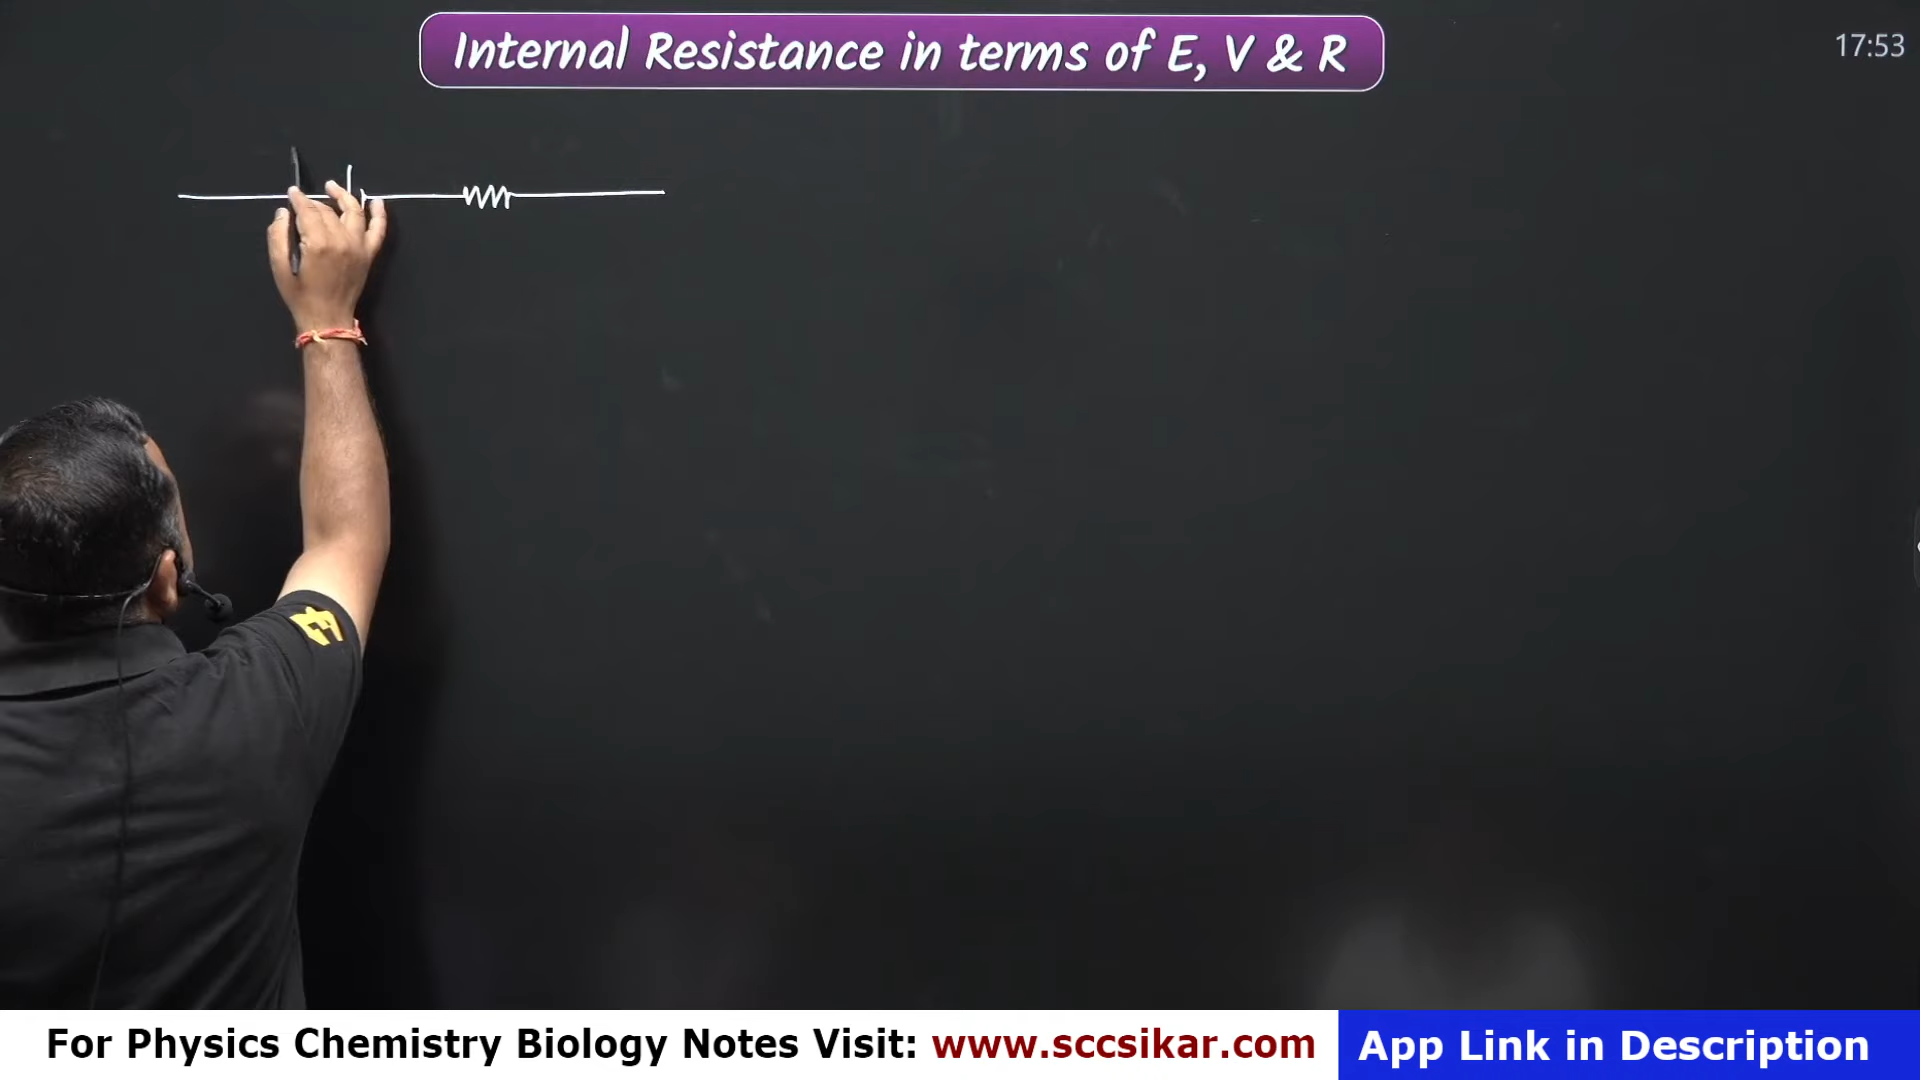 Internal Resistance in terms of E, V & R
17:53
For Physics Chemistry Biology Notes Visit: www.sccsikar.com
App Link in Description